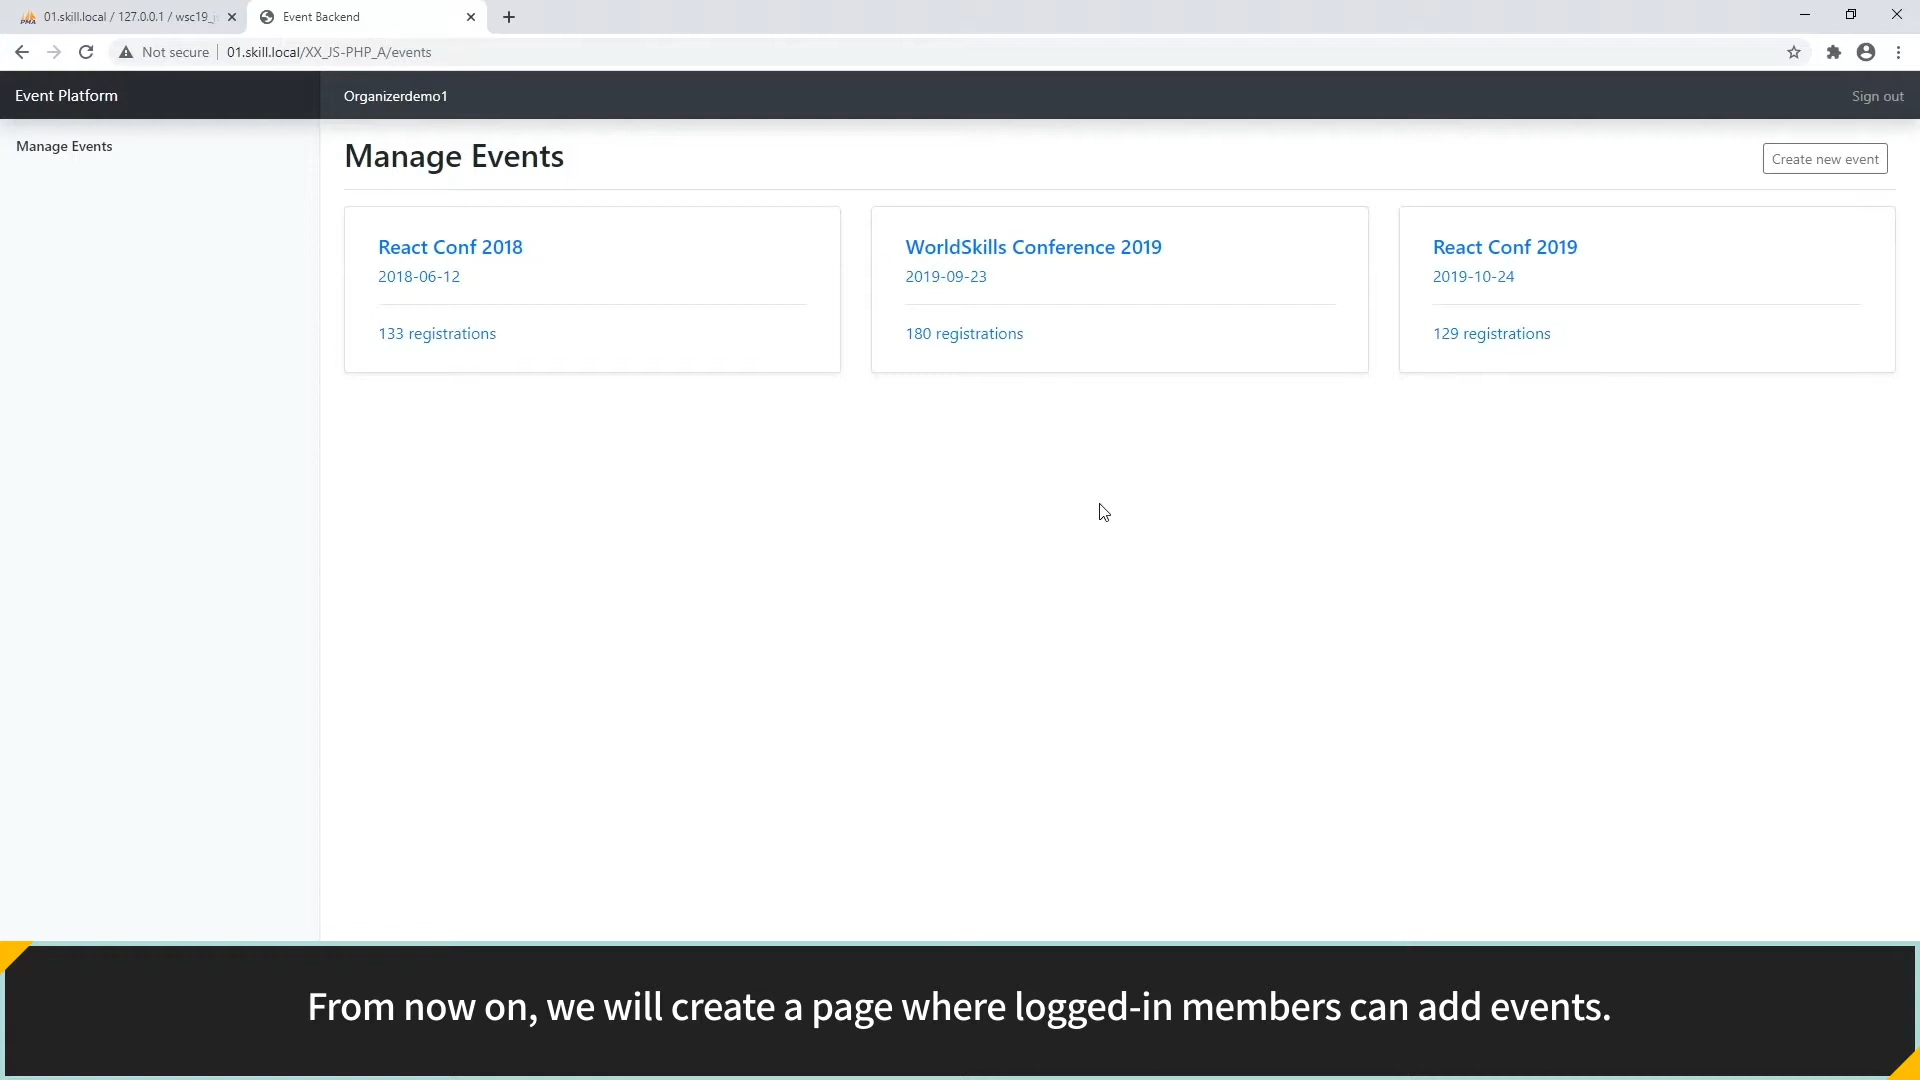 01.skill.local / 127.0.0.1 / wsc19_
Event Backend
Not secure
01.skill.local/XX_JS-PHP_A/events
Event Platform
Organizerdemo1
Sign out
Manage Events
Manage Events
Create new event
React Conf 2018
2018-06-12
133 registrations
WorldSkills Conference 2019
2019-09-23
180 registrations
React Conf 2019
2019-10-24
129 registrations
From now on, we will create a page where logged-in members can add events.